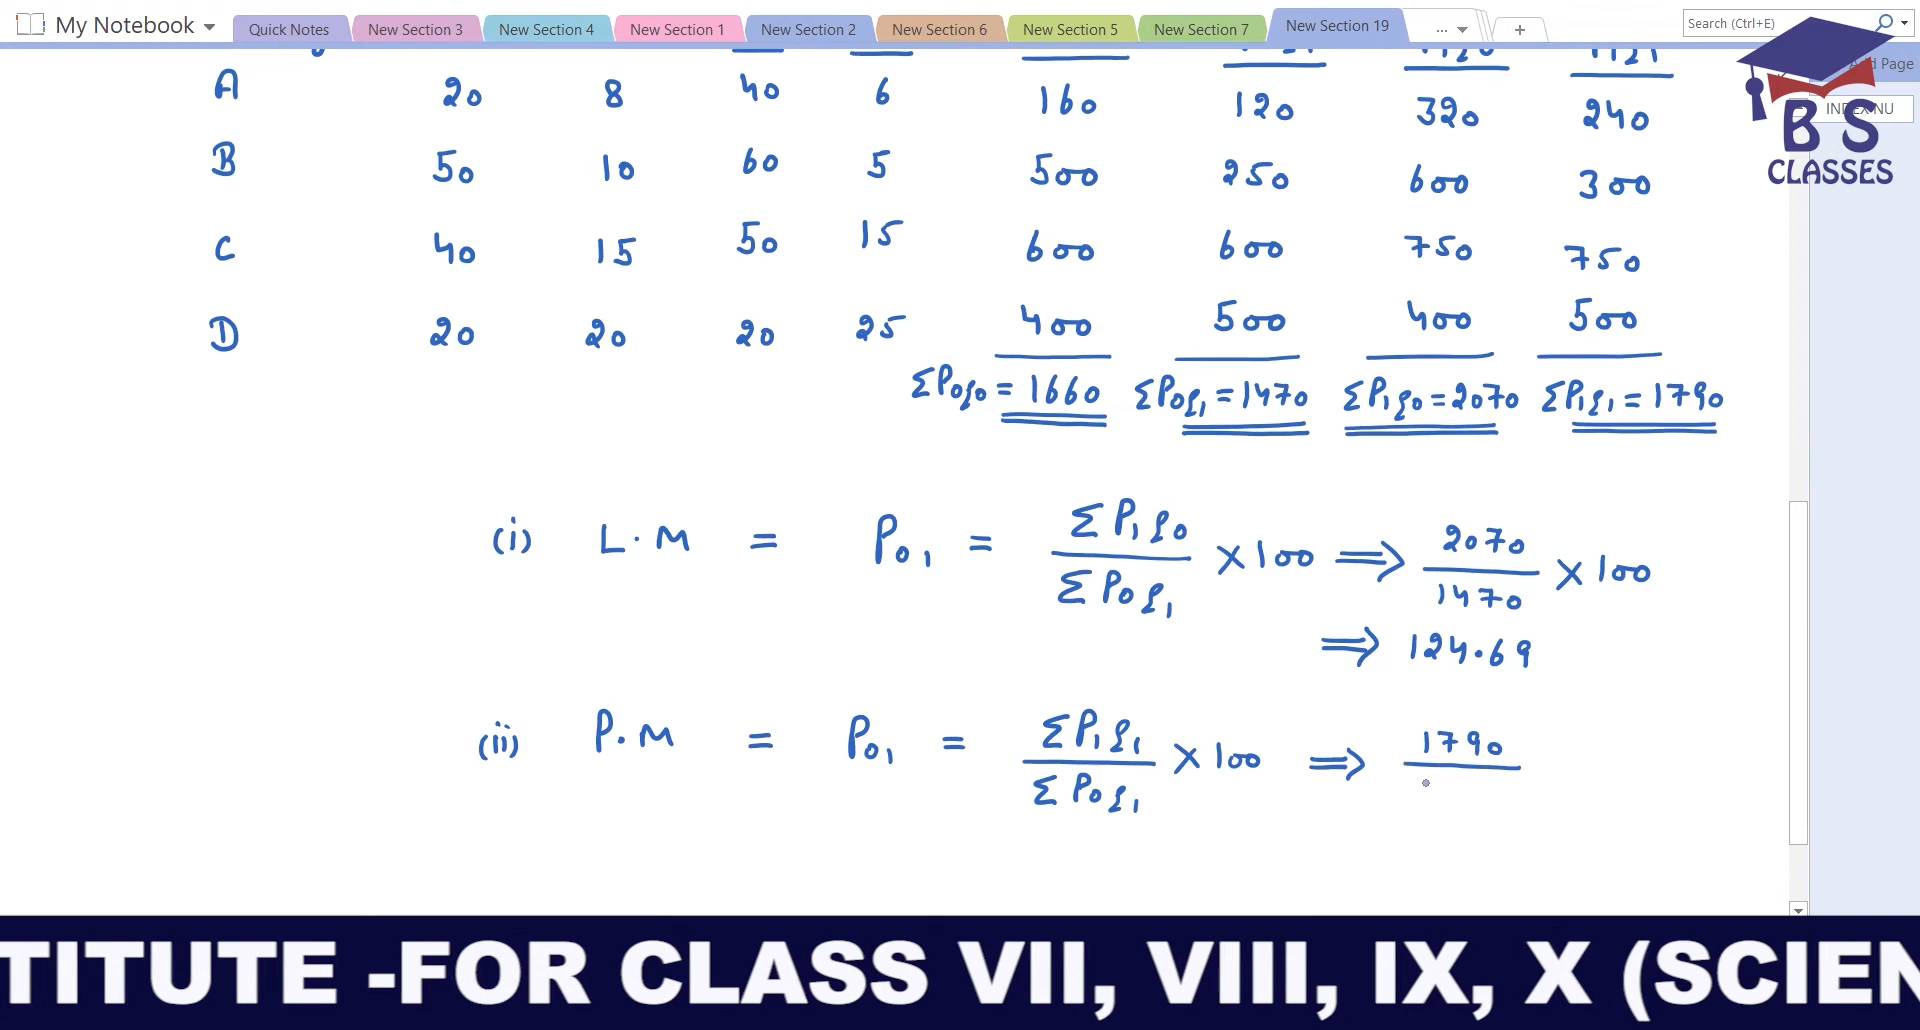 My Notebook Quick Notes New Section 3 New Section 4 New Section 1 New Section 2 New Section 6 New Section 5 New Section 7 New Section 19 ... + Search (Ctrl+E)
Page
A 20 8 40 6 160 120 320 240
B 50 10 60 5 500 250 600 300
C 40 15 50 15 600 600 750 750
D 20 20 20 25 400 500 400 500
ΣP₀q₀ = 1660 ΣP₀q₁ = 1470 ΣP₁q₀ = 2070 ΣP₁q₁ = 1790
BS
CLASSES
(i) L.M = P₀₁ = ΣP₁q₀ / ΣP₀q₁ × 100 ⇒ 2070 / 1470 × 100
⇒ 124.69
(ii) P.M = P₀₁ = ΣP₁q₁ / ΣP₀q₁ × 100 ⇒ 1790
TITUTE -FOR CLASS VII, VIII, IX, X (SCIEN